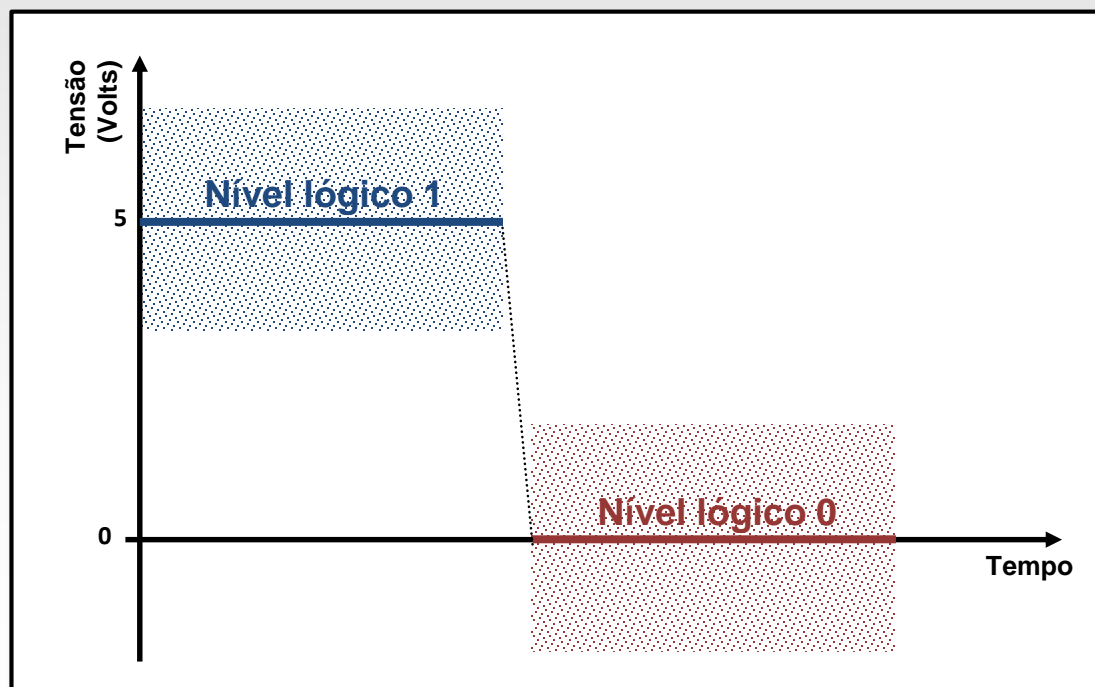 Tensão
(Volts)
Nível lógico 1
5
Nível lógico 0
0
Tempo